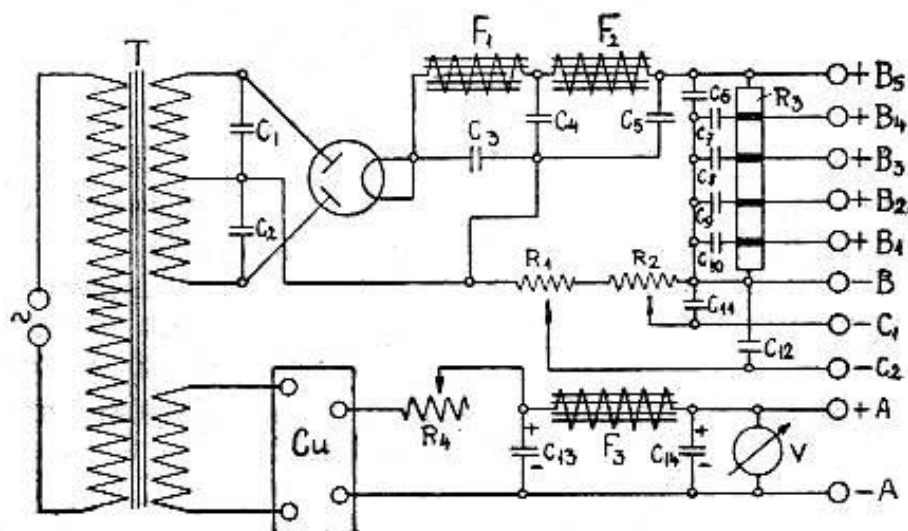 T
F₁ F₂
+ B₅
C₆ R₃
C₁ C₃ C₄ C₅ C₇ + B₄
C₈ + B₃
C₂ C₉ + B₂
C₁₀ + B₁
R₁ R₂ − B
~
C₁₁ − C₁
C₁₂ − C₂
+ A
Cu R₄ + C₁₃ − F₃ C₁₄ + − V
− A